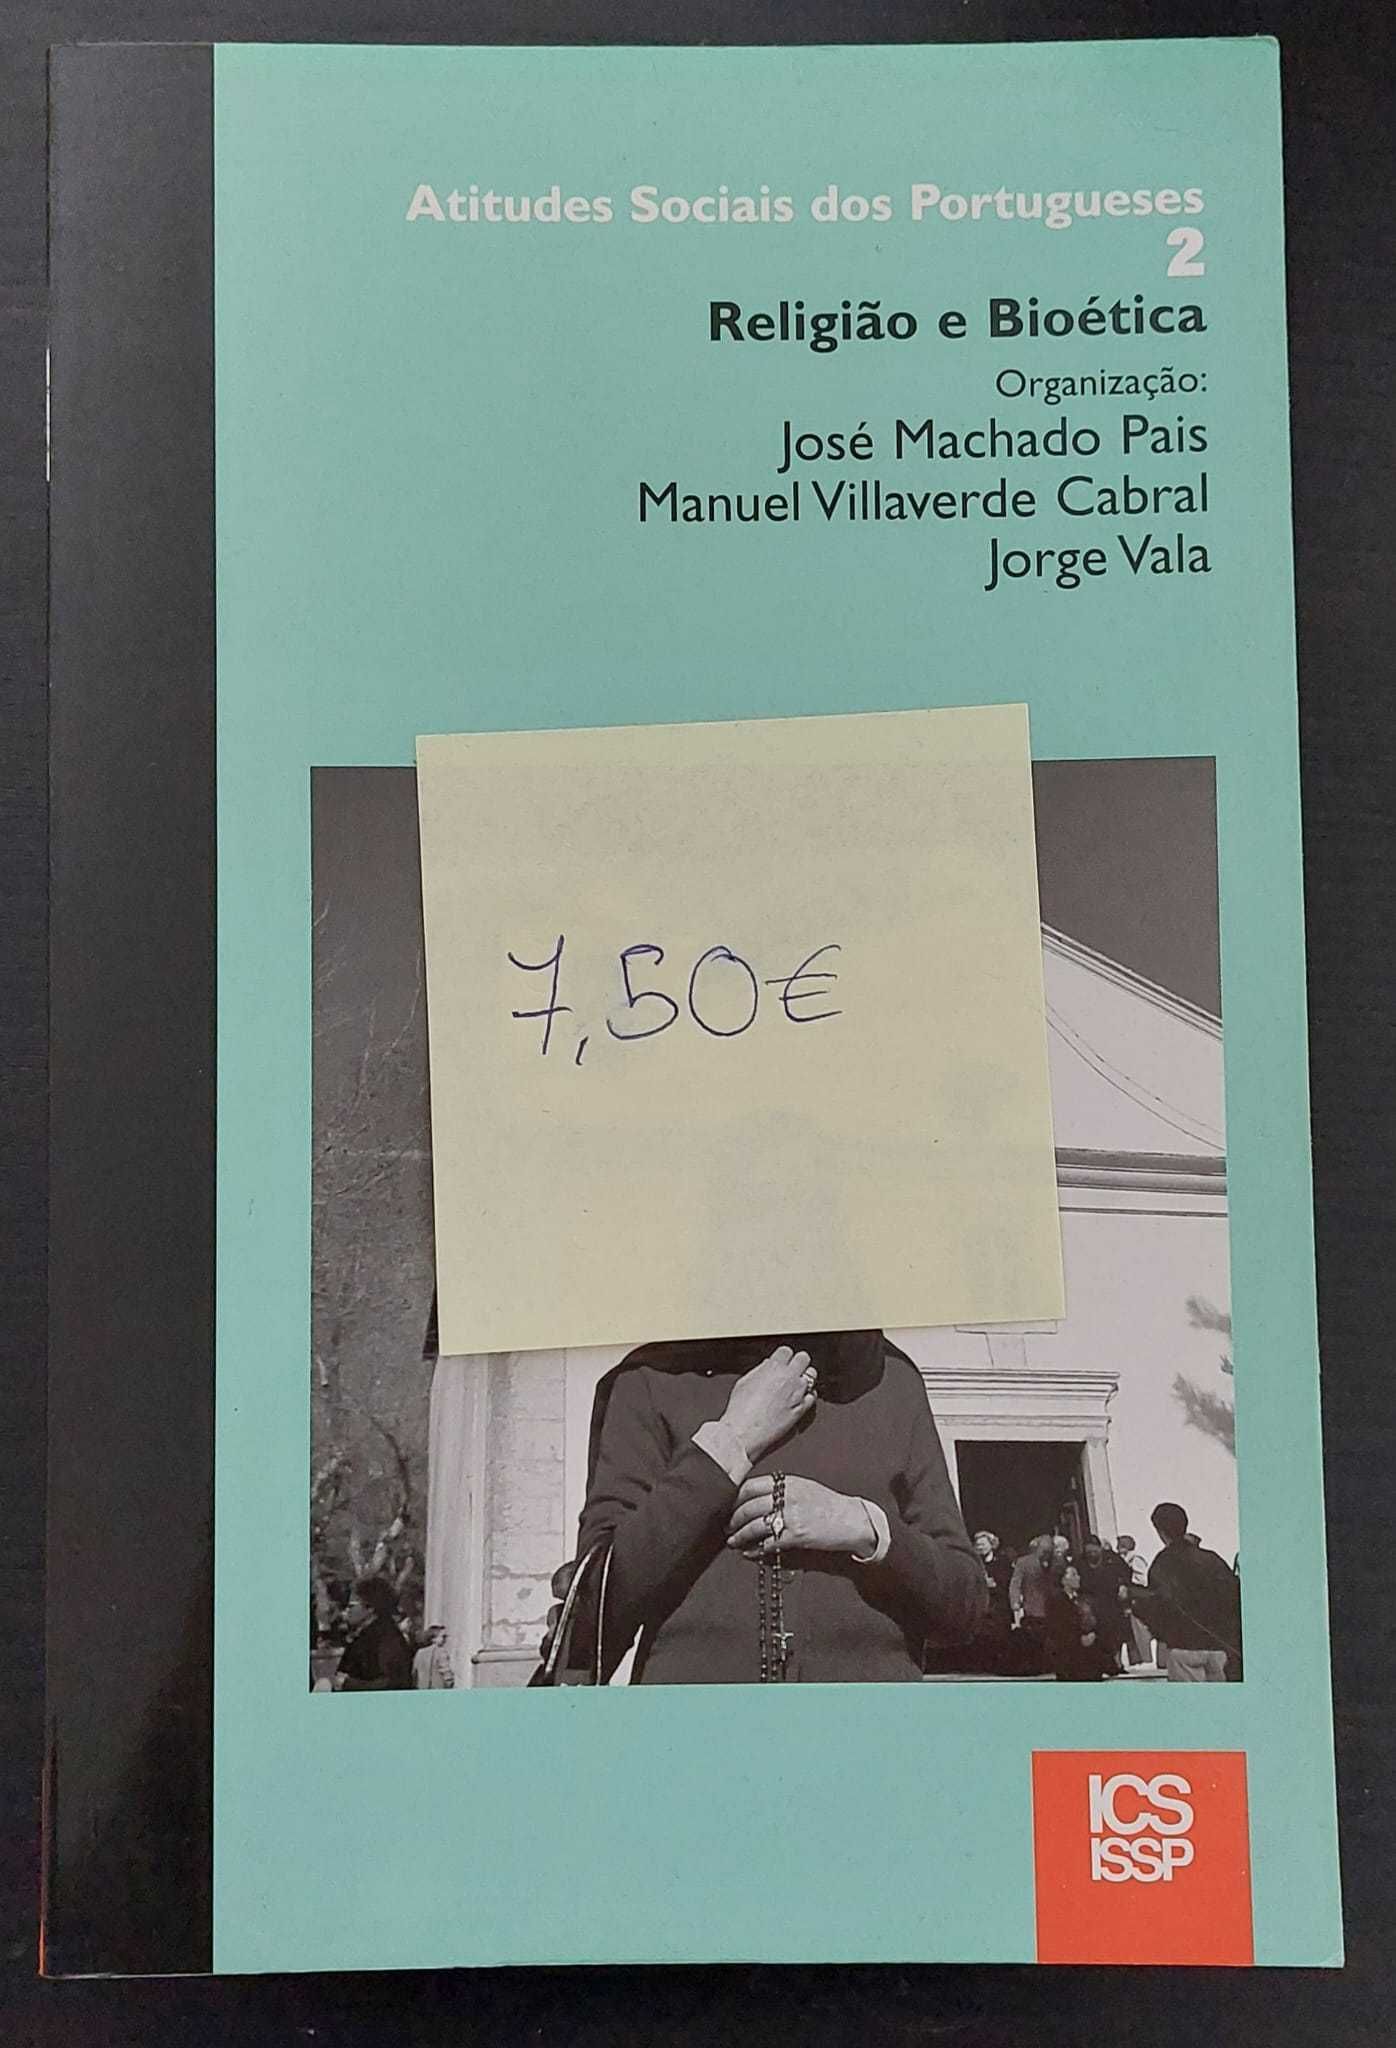 Atitudes Sociais dos Portugueses
2
Religião e Bioética
Organização:
José Machado Pais
Manuel Villaverde Cabral
Jorge Vala
7,50€
ICS
ISSP